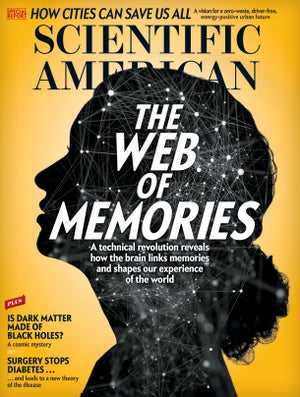 SPECIAL REPORT
HOW CITIES CAN SAVE US ALL
A vision for a zero-waste, driver-free,
energy-positive urban future
SCIENTIFIC
AMERICAN
THE
WEB
OF
MEMORIES
A technical revolution reveals
how the brain links memories
and shapes our experience
of the world
PLUS
IS DARK MATTER
MADE OF
BLACK HOLES?
A cosmic mystery
SURGERY STOPS
DIABETES ...
... and leads to a new theory
of the disease